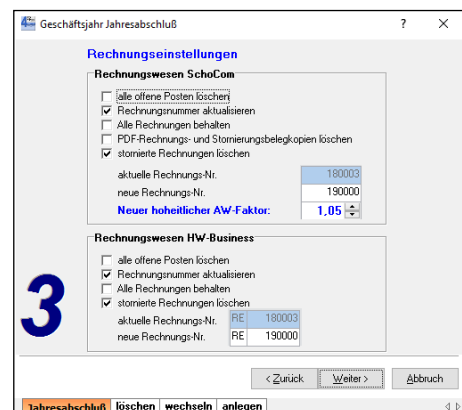 Geschäftsjahr Jahresabschluß ?
Rechnungseinstellungen
Rechnungswesen SchoCom
alle offene Posten löschen
Rechnungsnummer aktualisieren
Alle Rechnungen behalten
PDF-Rechnungs- und Stornierungsbelegkopien löschen
stornierte Rechnungen löschen
aktuelle Rechnungs-Nr. 180003
neue Rechnungs-Nr. 190000
Neuer hoheitlicher AW-Faktor: 1,05
Rechnungswesen HW-Business
alle offene Posten löschen
Rechnungsnummer aktualisieren
Alle Rechnungen behalten
stornierte Rechnungen löschen
aktuelle Rechnungs-Nr. RE 180003
neue Rechnungs-Nr. RE 190000
3
< Zurück Weiter > Abbruch
Jahresabschluß löschen wechseln anlegen